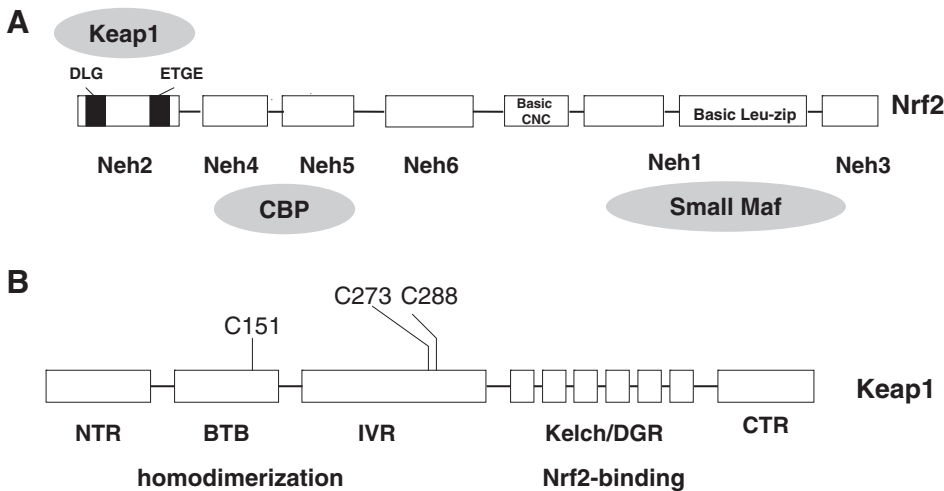 A
Keap1
DLG ETGE
Basic
CNC
Basic Leu-zip
Nrf2
Neh2 Neh4 Neh5 Neh6 Neh1 Neh3
CBP
Small Maf
B
C273 C288
C151
Keap1
NTR BTB IVR Kelch/DGR CTR
homodimerization Nrf2-binding